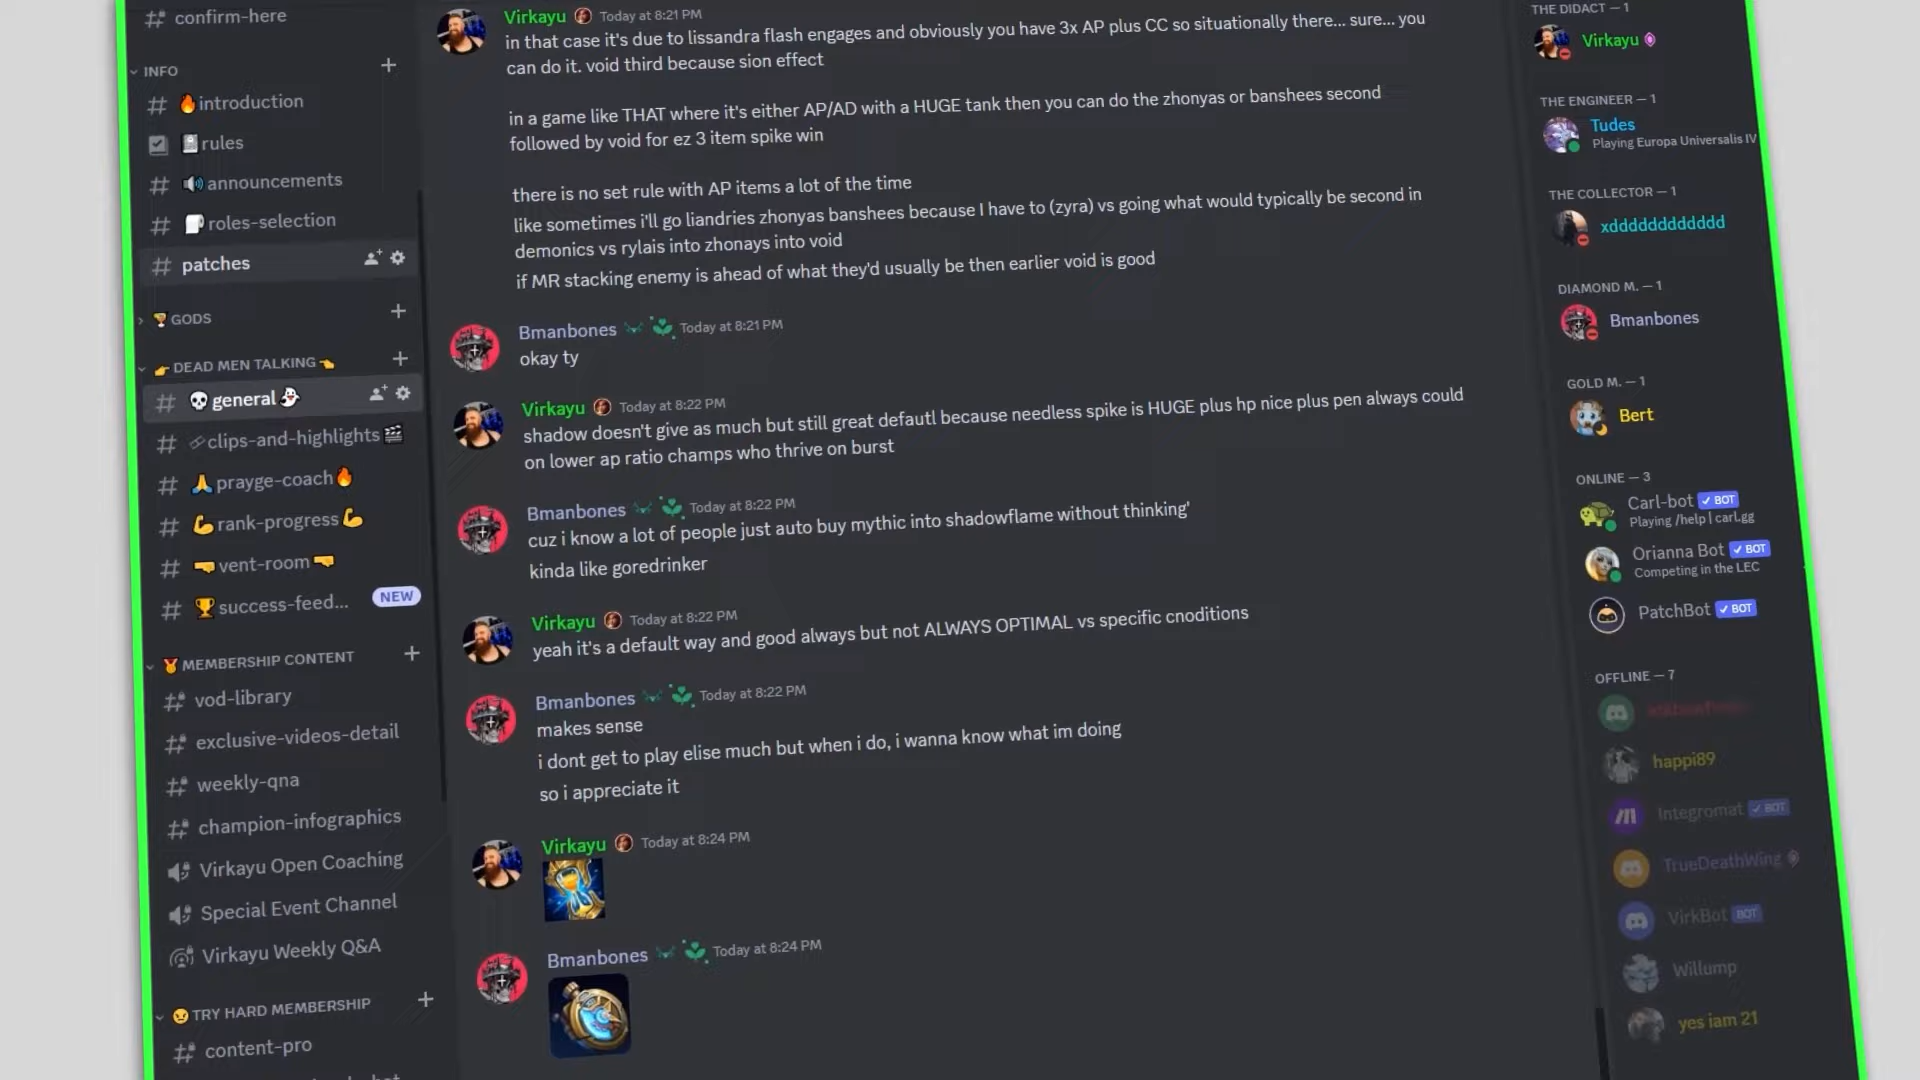 confirm-here
INFO
introduction
rules
announcements
roles-selection
patches
GODS
DEAD MEN TALKING
general
clips-and-highlights
prayge-coach
rank-progress
vent-room
success-feed...
NEW
MEMBERSHIP CONTENT
vod-library
exclusive-videos-detail
weekly-qna
champion-infographics
Virkayu Open Coaching
Special Event Channel
Virkayu Weekly Q&A
TRY HARD MEMBERSHIP
content-pro
Virkayu Today at 8:21 PM
in that case it's due to lissandra flash engages and obviously you have 3x AP plus CC so situationally there... sure... you
can do it. void third because sion effect
in a game like THAT where it's either AP/AD with a HUGE tank then you can do the zhonyas or banshees second
followed by void for ez 3 item spike win
there is no set rule with AP items a lot of the time
like sometimes i'll go liandries zhonyas banshees because I have to (zyra) vs going what would typically be second in
demonics vs rylais into zhonays into void
if MR stacking enemy is ahead of what they'd usually be then earlier void is good
Bmanbones Today at 8:21 PM
okay ty
Virkayu Today at 8:22 PM
shadow doesn't give as much but still great defautl because needless spike is HUGE plus hp nice plus pen always could
on lower ap ratio champs who thrive on burst
Bmanbones Today at 8:22 PM
cuz i know a lot of people just auto buy mythic into shadowflame without thinking'
kinda like goredrinker
Virkayu Today at 8:22 PM
yeah it's a default way and good always but not ALWAYS OPTIMAL vs specific cnoditions
Bmanbones Today at 8:22 PM
makes sense
i dont get to play elise much but when i do, i wanna know what im doing
so i appreciate it
Virkayu Today at 8:24 PM
Bmanbones Today at 8:24 PM
THE DIDACT — 1
Virkayu
THE ENGINEER — 1
Tudes
Playing Europa Universalis IV
THE COLLECTOR — 1
xdddddddddddd
DIAMOND M. — 1
Bmanbones
GOLD M. — 1
Bert
ONLINE — 3
Carl-bot BOT
Playing /help | carl.gg
Orianna Bot BOT
Competing in the LEC
PatchBot BOT
OFFLINE — 7
happi89
Integromat BOT
TrueDeathWing
VirkBot BOT
Willump
yes iam 21